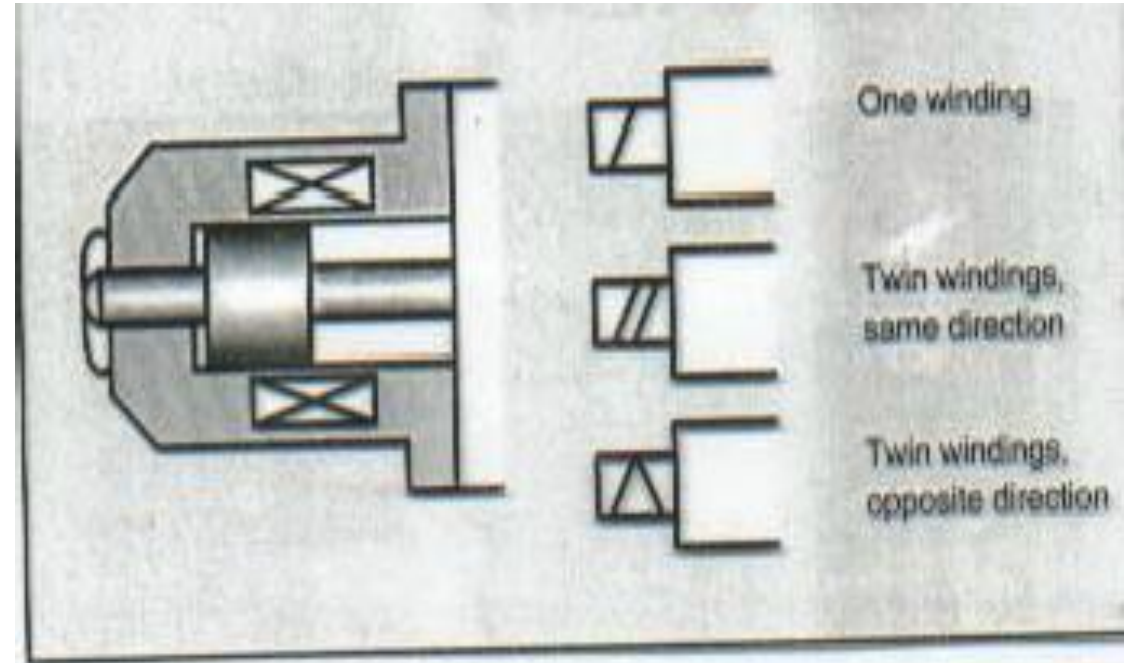 One winding
Twin windings,
same direction
Twin windings,
opposite direction